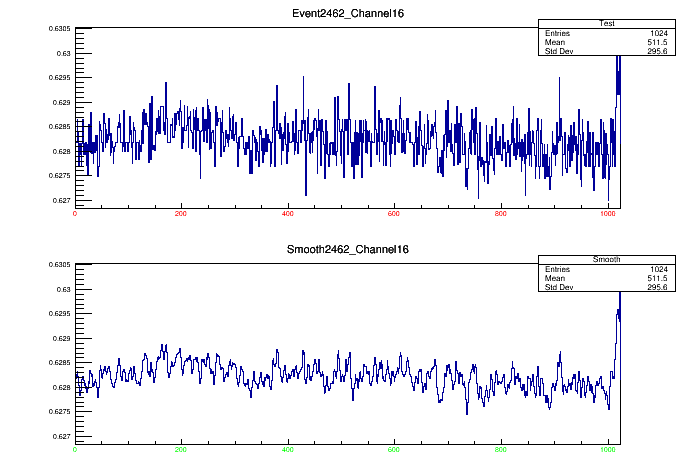 Event2462_Channel16
Test
Entries 1024
Mean 511.5
Std Dev 295.6
0.6305
0.63
0.6295
0.629
0.6285
0.628
0.6275
0.627
0 200 400 600 800 1000
Smooth2462_Channel16
Smooth
Entries 1024
Mean 511.5
Std Dev 295.6
0.6305
0.63
0.6295
0.629
0.6285
0.628
0.6275
0.627
0 200 400 600 800 1000